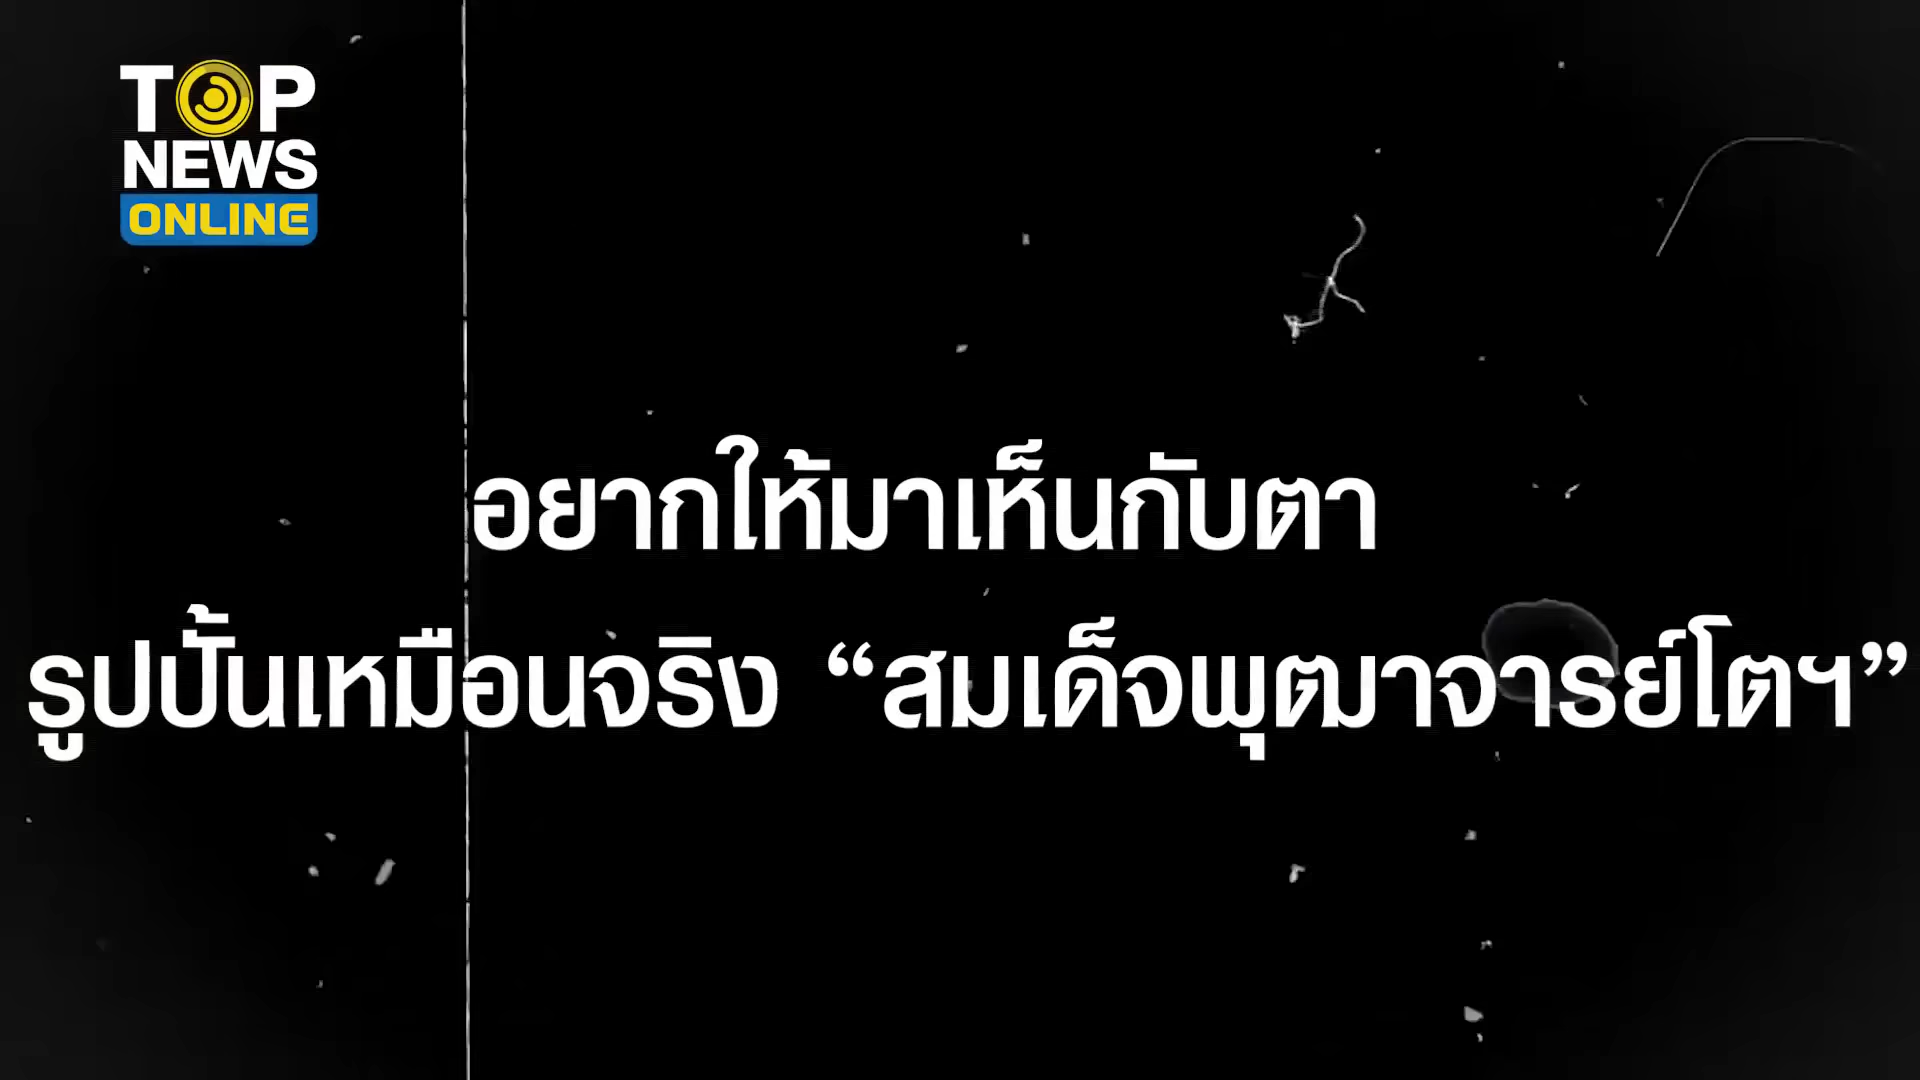 TOP
NEWS
ONLINE
อยากให้มาเห็นกับตา
รูปปั้นเหมือนจริง “สมเด็จพุฒาจารย์โตฯ”